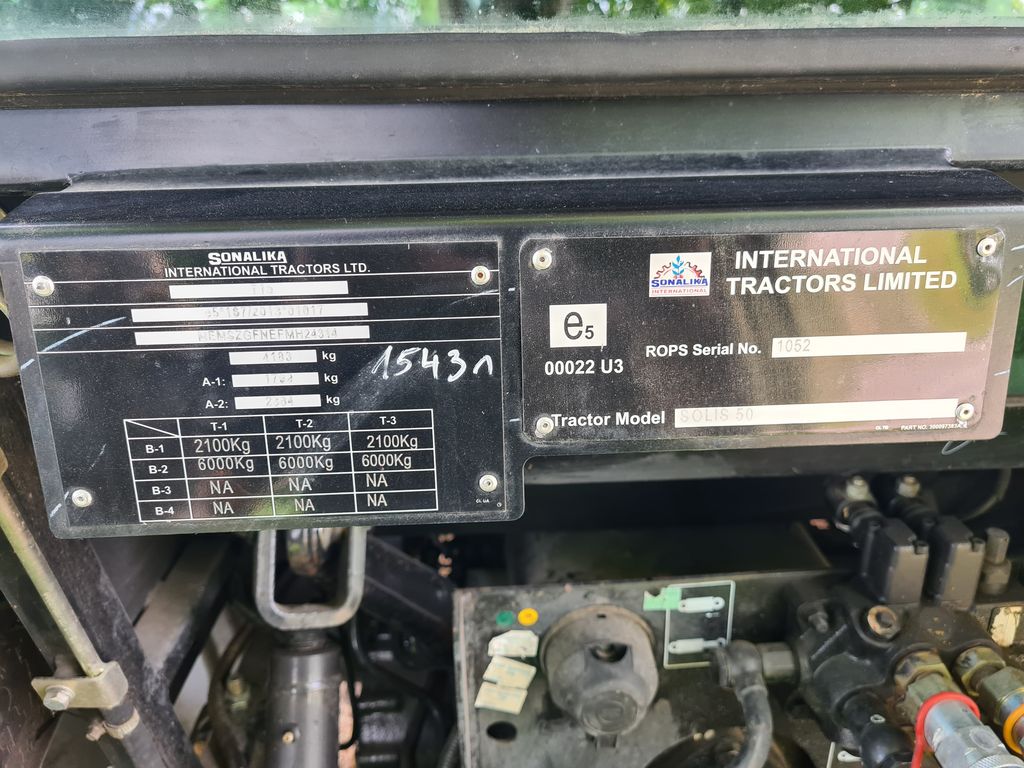 SONALIKA
INTERNATIONAL TRACTORS LTD.
kg
A-1: kg
A-2: kg
1543
T-1 T-2 T-3
B-1 2100Kg 2100Kg 2100Kg
B-2 6000Kg 6000Kg 6000Kg
B-3 NA NA NA
B-4 NA NA NA
SONALIKA
INTERNATIONAL
INTERNATIONAL
TRACTORS LIMITED
e5
00022 U3
ROPS Serial No. 1052
Tractor Model SOLIS 50